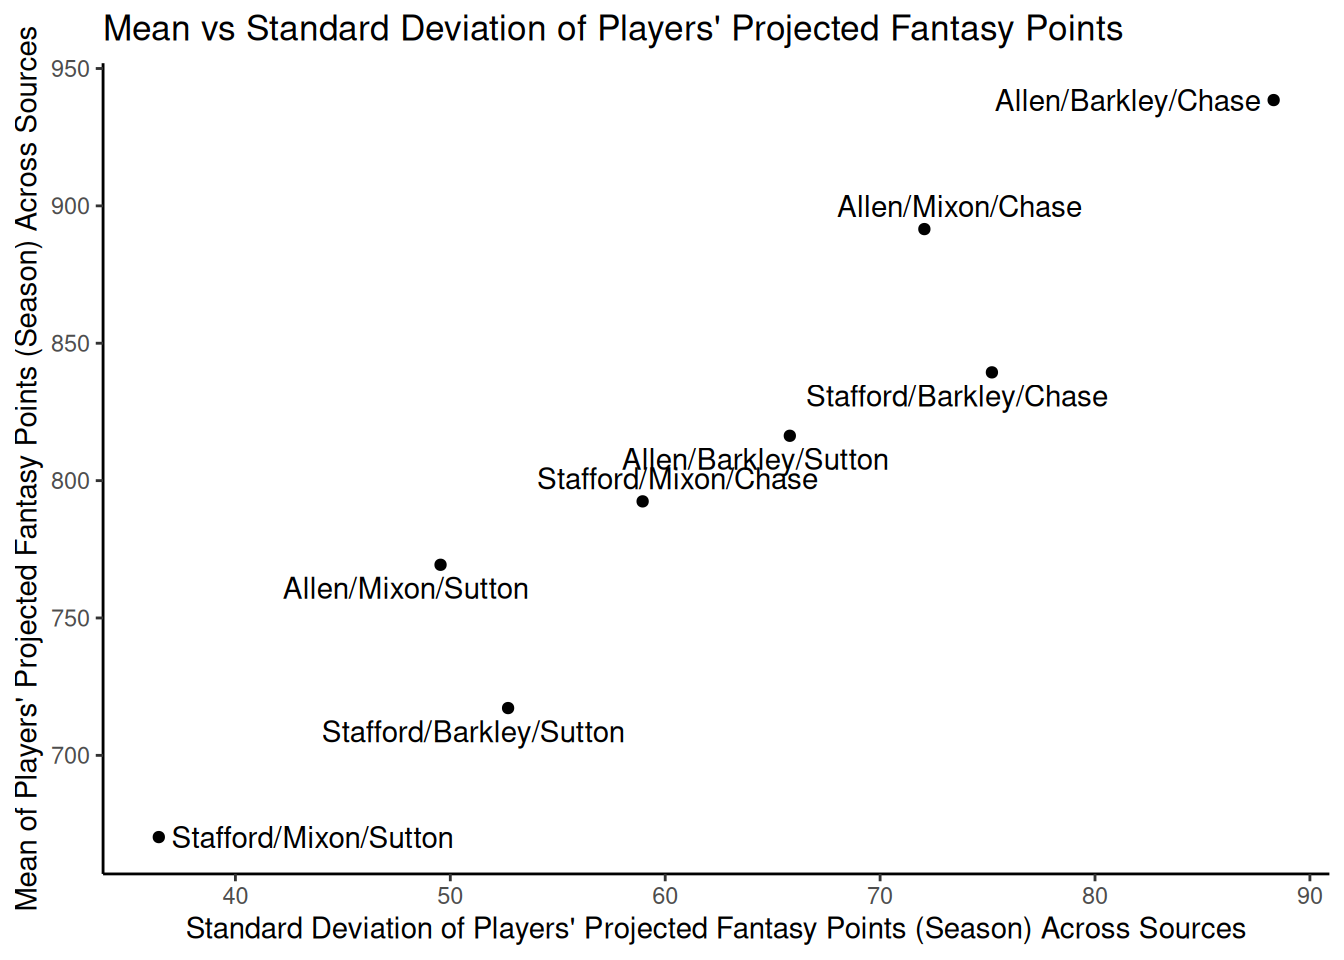 Mean vs Standard Deviation of Players' Projected Fantasy Points
Mean of Players' Projected Fantasy Points (Season) Across Sources
950
900
850
800
750
700
Allen/Barkley/Chase
Allen/Mixon/Chase
Stafford/Barkley/Chase
Allen/Barkley/Sutton
Stafford/Mixon/Chase
Allen/Mixon/Sutton
Stafford/Barkley/Sutton
Stafford/Mixon/Sutton
40 50 60 70 80 90
Standard Deviation of Players' Projected Fantasy Points (Season) Across Sources